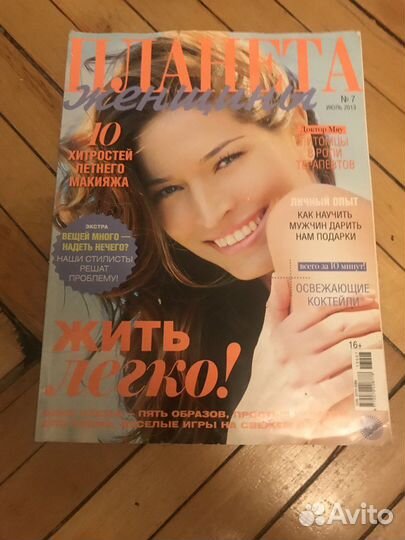 ПЛАНЕТА
женщины
№ 7
ИЮЛЬ 2013
10
ХИТРОСТЕЙ
ЛЕТНЕГО
МАКИЯЖА
Доктор Мяу:
ПИТОМЦЫ
В РОЛИ
ТЕРАПЕВТОВ
ЛИЧНЫЙ ОПЫТ
КАК НАУЧИТЬ
МУЖЧИН ДАРИТЬ
НАМ ПОДАРКИ
ЭКСТРА
ВЕЩЕЙ МНОГО —
НАДЕТЬ НЕЧЕГО?
НАШИ СТИЛИСТЫ
РЕШАТ
ПРОБЛЕМУ!
всего за 10 минут!
ОСВЕЖАЮЩИЕ
КОКТЕЙЛИ
16+
ЖИТЬ
легко!
– ПЯТЬ ОБРАЗОВ,
ИГРЫ НА
Avito